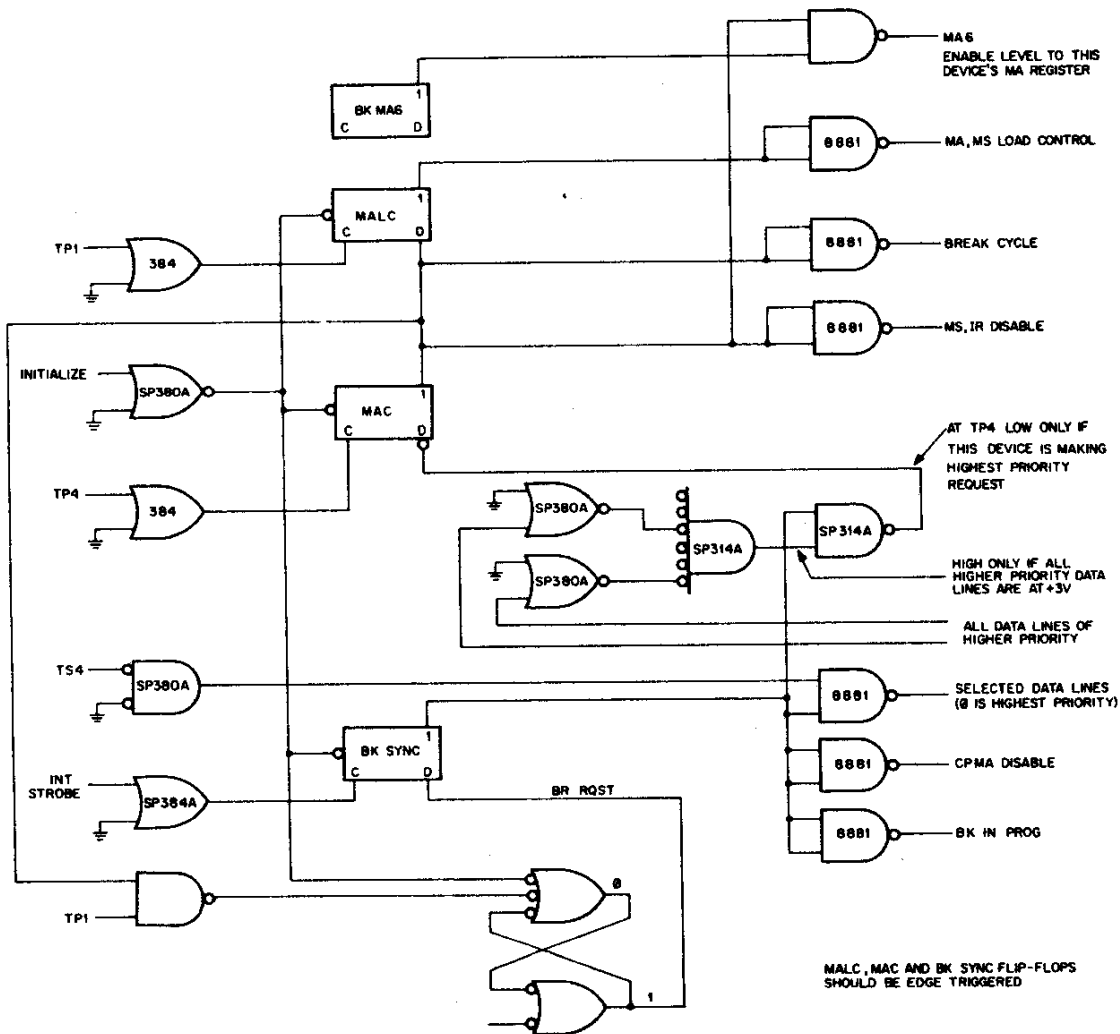 MA6
ENABLE LEVEL TO THIS
DEVICE'S MA REGISTER
1
BK MA6
C D
8881
MA, MS LOAD CONTROL
1
MALC
C D
TP1
384
8881
BREAK CYCLE
8881
MS, IR DISABLE
INITIALIZE
SP380A
1
MAC
C D
AT TP4 LOW ONLY IF
THIS DEVICE IS MAKING
HIGHEST PRIORITY
REQUEST
TP4
384
SP380A
SP314A
SP314A
SP380A
HIGH ONLY IF ALL
HIGHER PRIORITY DATA
LINES ARE AT +3V
ALL DATA LINES OF
HIGHER PRIORITY
TS4
SP380A
8881
SELECTED DATA LINES
(0 IS HIGHEST PRIORITY)
1
BK SYNC
C D
8881
CPMA DISABLE
INT
STROBE
SP384A
BR RQST
8881
BK IN PROG
0
TP1
1
MALC, MAC AND BK SYNC FLIP-FLOPS
SHOULD BE EDGE TRIGGERED